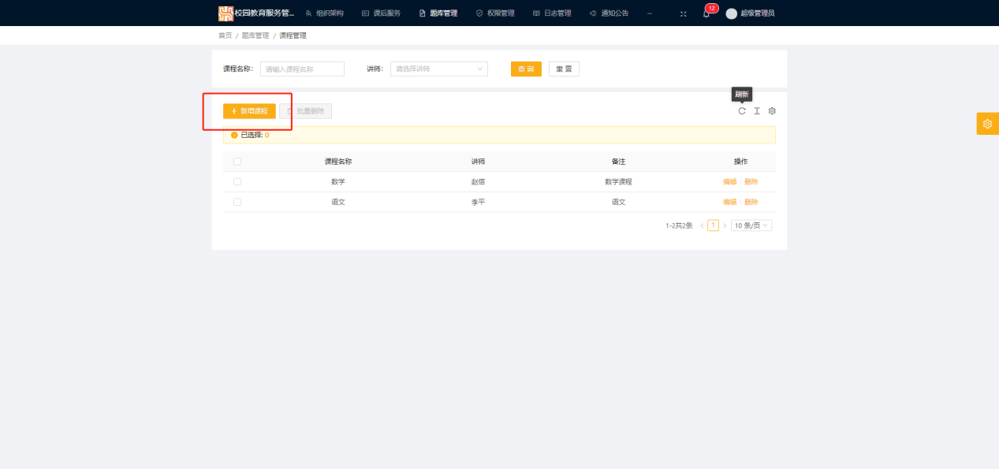 校园教育服务管... 组织架构 课后服务 题库管理 权限管理 日志管理 通知公告 12 超级管理员
首页 / 题库管理 / 课程管理
课程名称: 请输入课程名称 讲师: 请选择讲师 查 询 重 置
刷新
+ 新增课程 批量删除
已选择: 0
课程名称 讲师 备注 操作
数学 赵信 数学课程 编辑 删除
语文 李平 语文 编辑 删除
1-2共2条 < 1 > 10 条/页